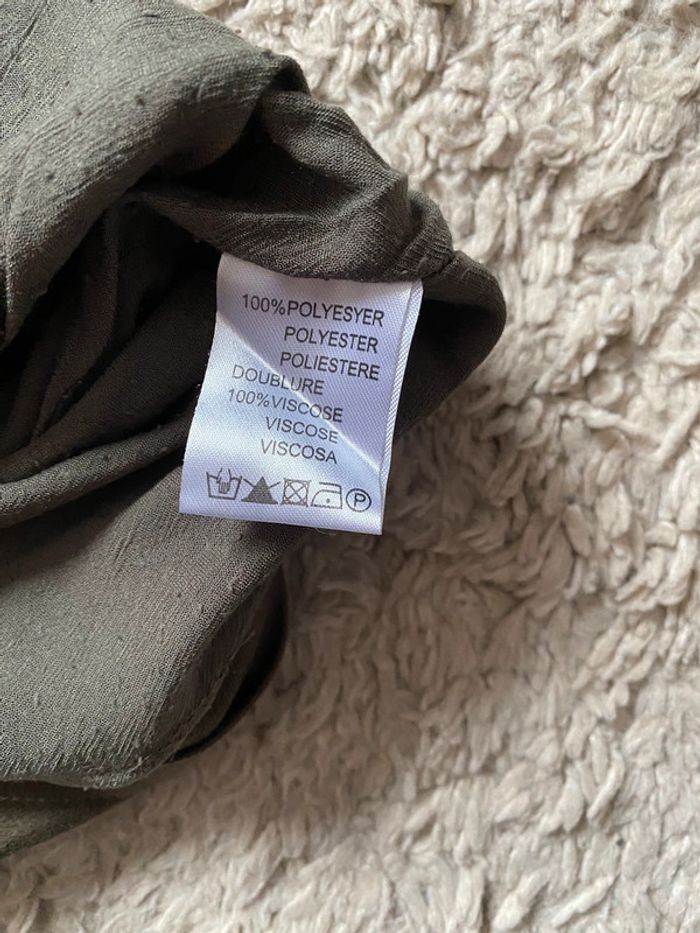 100%POLYESYER
POLYESTER
POLIESTERE
DOUBLURE
100%VISCOSE
VISCOSE
VISCOSA
P